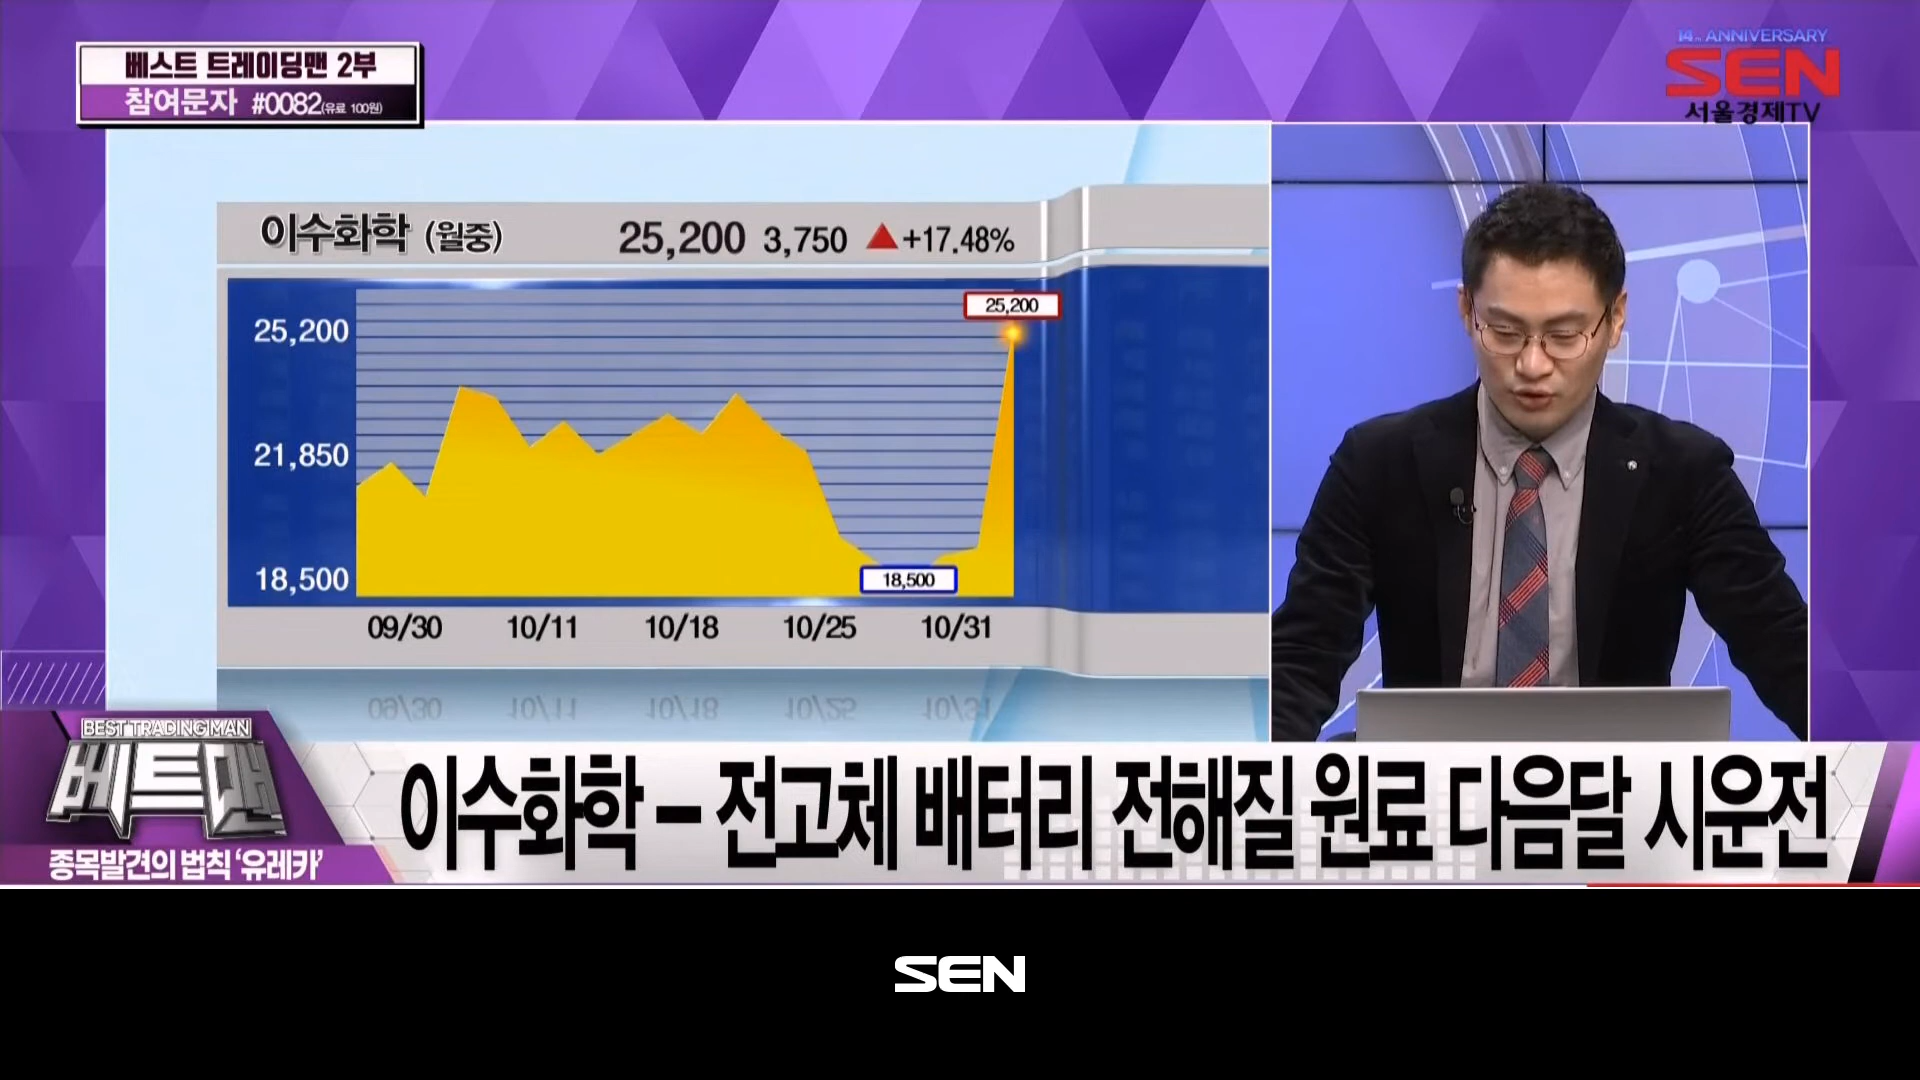 베스트 트레이딩맨 2부
참여문자 #0082(유료 100원)
14th ANNIVERSARY
SEN
서울경제TV
이수화학 (월중) 25,200 3,750 ▲+17.48%
25,200
25,200
21,850
18,500
18,500
09/30 10/11 10/18 10/25 10/31
BEST TRADING MAN
베트맨
종목발견의 법칙 '유레카'
이수화학 - 전고체 배터리 전해질 원료 다음달 시운전
SEN